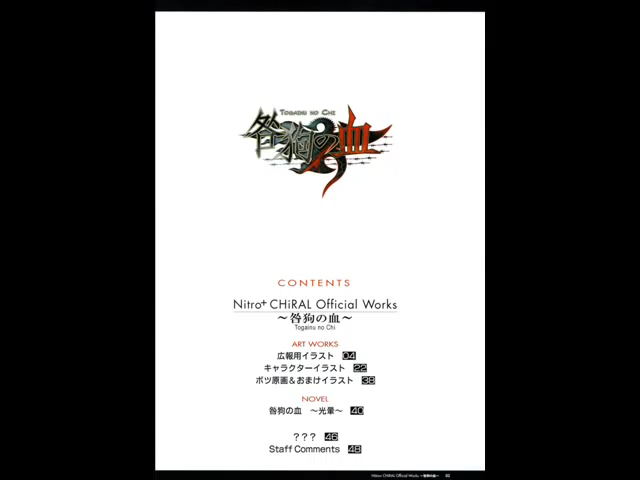 TOGAINU NO CHI
咎狗の血
CONTENTS
Nitro+ CHiRAL Official Works
～咎狗の血～
Togainu no Chi
ART WORKS
広報用イラスト 04
キャラクターイラスト 22
ボツ原画＆おまけイラスト 38
NOVEL
咎狗の血 ～光暈～ 40
？？？ 46
Staff Comments 48
Nitro+ CHiRAL Official Works ～咎狗の血～ 03